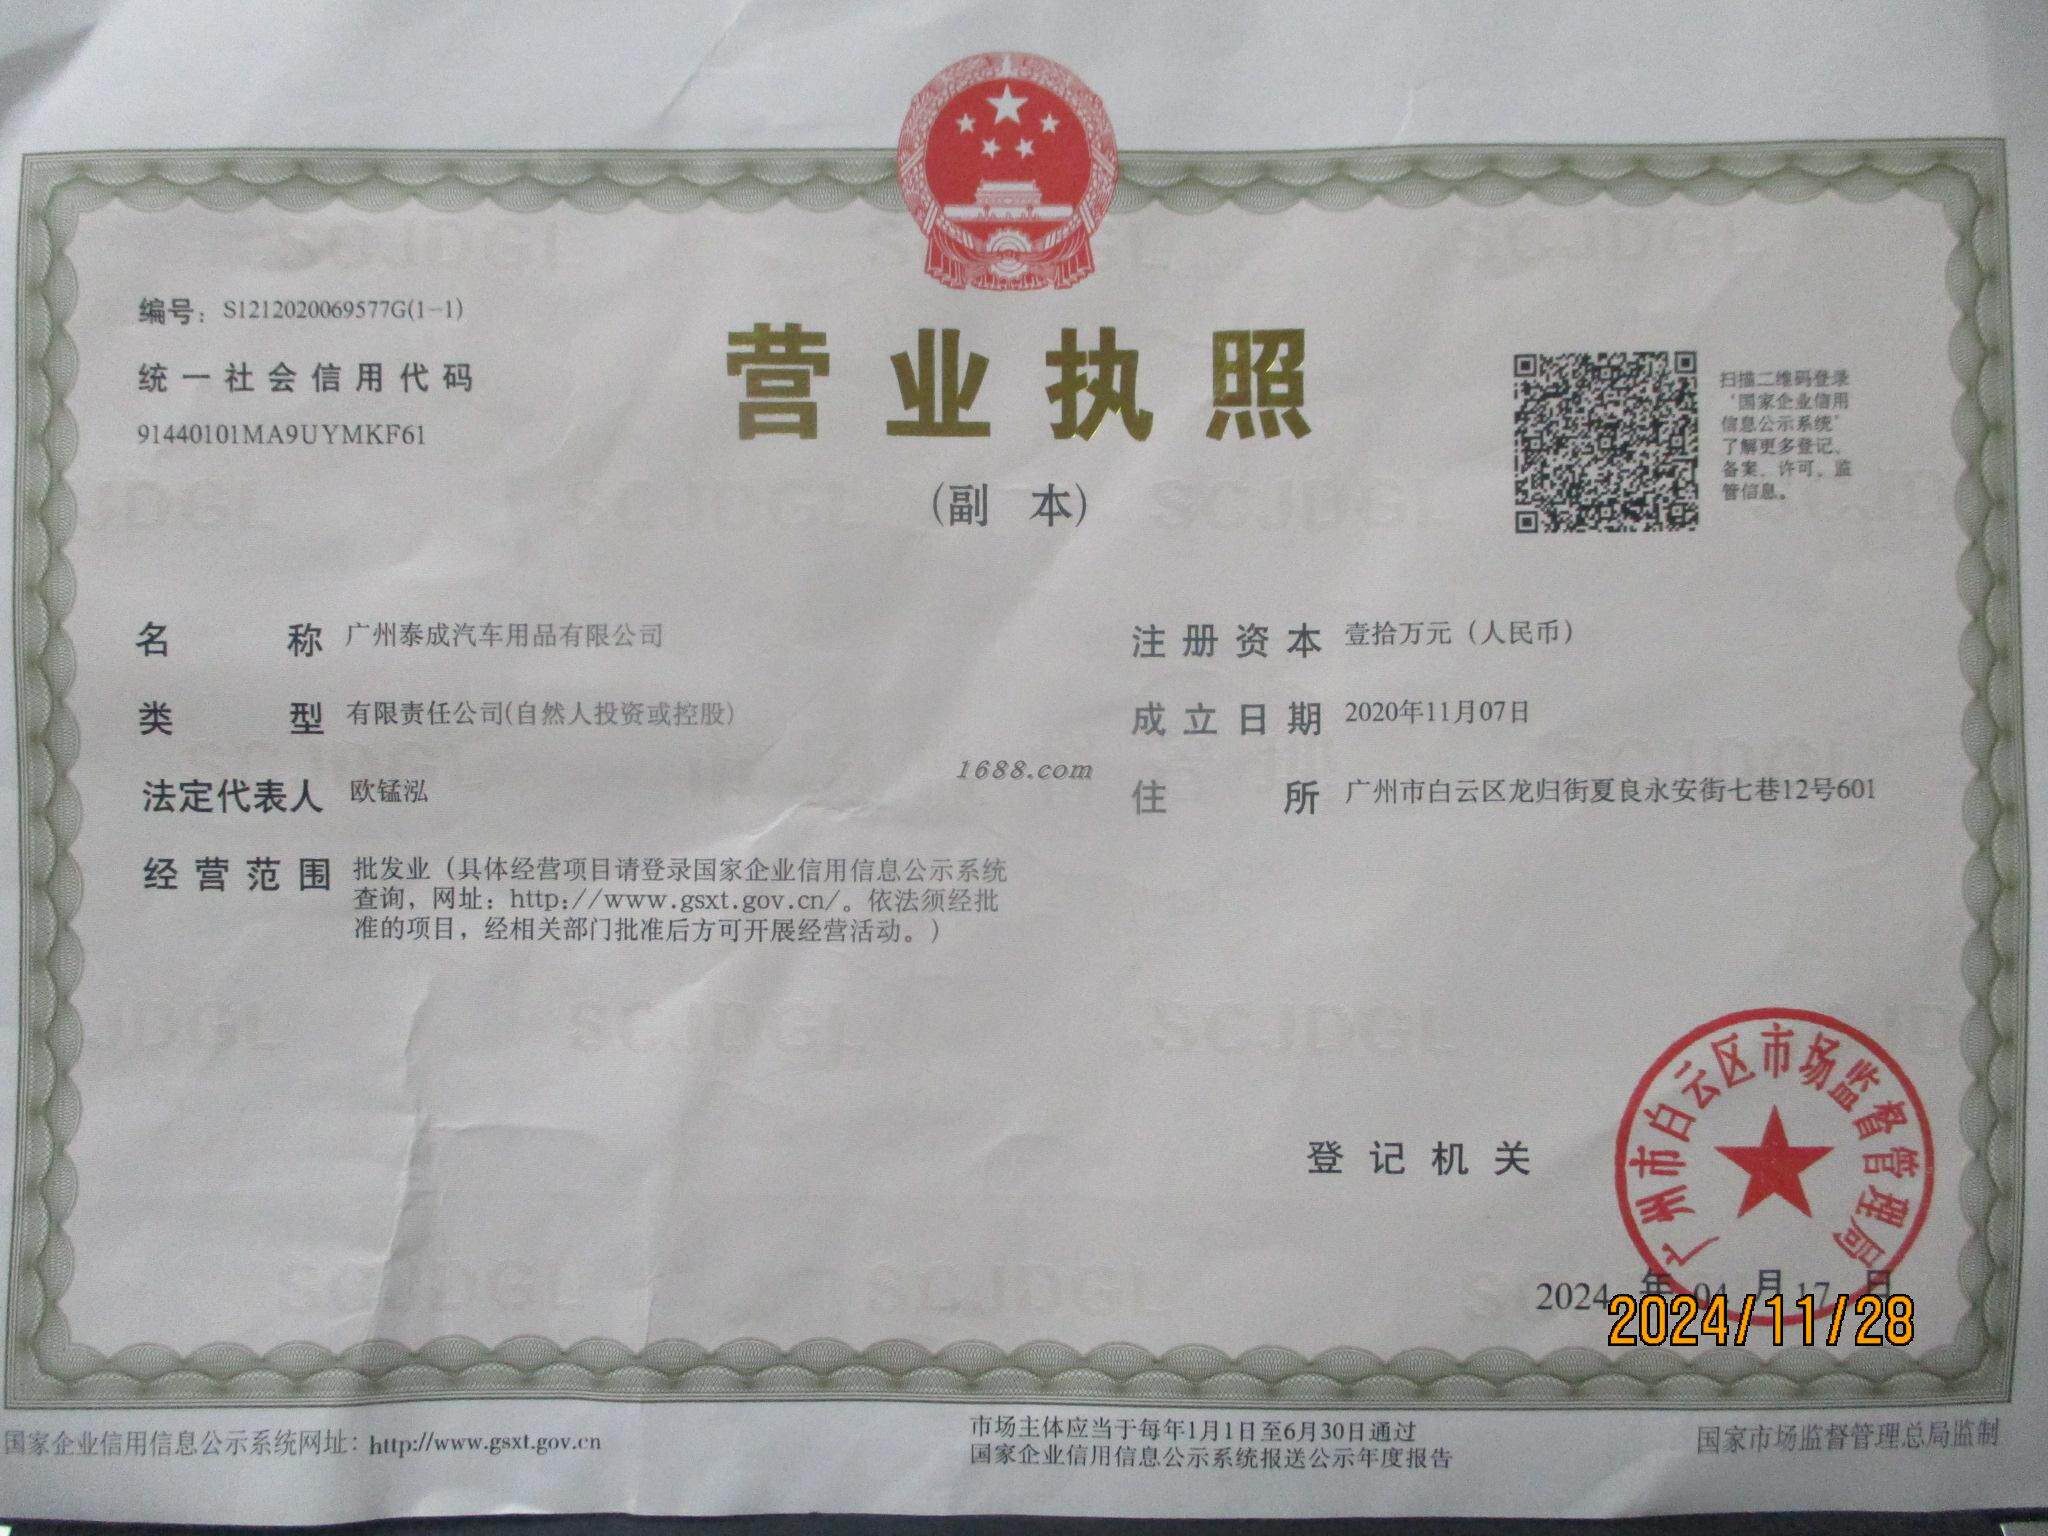 编号：S1212020069577G(1-1)
统一社会信用代码
91440101MA9UYMKF61
营业执照
(副 本)
扫描二维码登录
‘国家企业信用
信息公示系统’
了解更多登记、
备案、许可、监
管信息。
名 称 广州泰成汽车用品有限公司
类 型 有限责任公司(自然人投资或控股)
法定代表人 欧锰泓
经营范围 批发业（具体经营项目请登录国家企业信用信息公示系统
查询，网址：http://www.gsxt.gov.cn/。依法须经批
准的项目，经相关部门批准后方可开展经营活动。）
注册资本 壹拾万元（人民币）
成立日期 2020年11月07日
住 所 广州市白云区龙归街夏良永安街七巷12号601
1688.com
登记机关
广州市白云区市场监督管理局
2024 年 04 月 17 日
2024/11/28
国家企业信用信息公示系统网址：http://www.gsxt.gov.cn
市场主体应当于每年1月1日至6月30日通过
国家企业信用信息公示系统报送公示年度报告
国家市场监督管理总局监制
SCJDGL